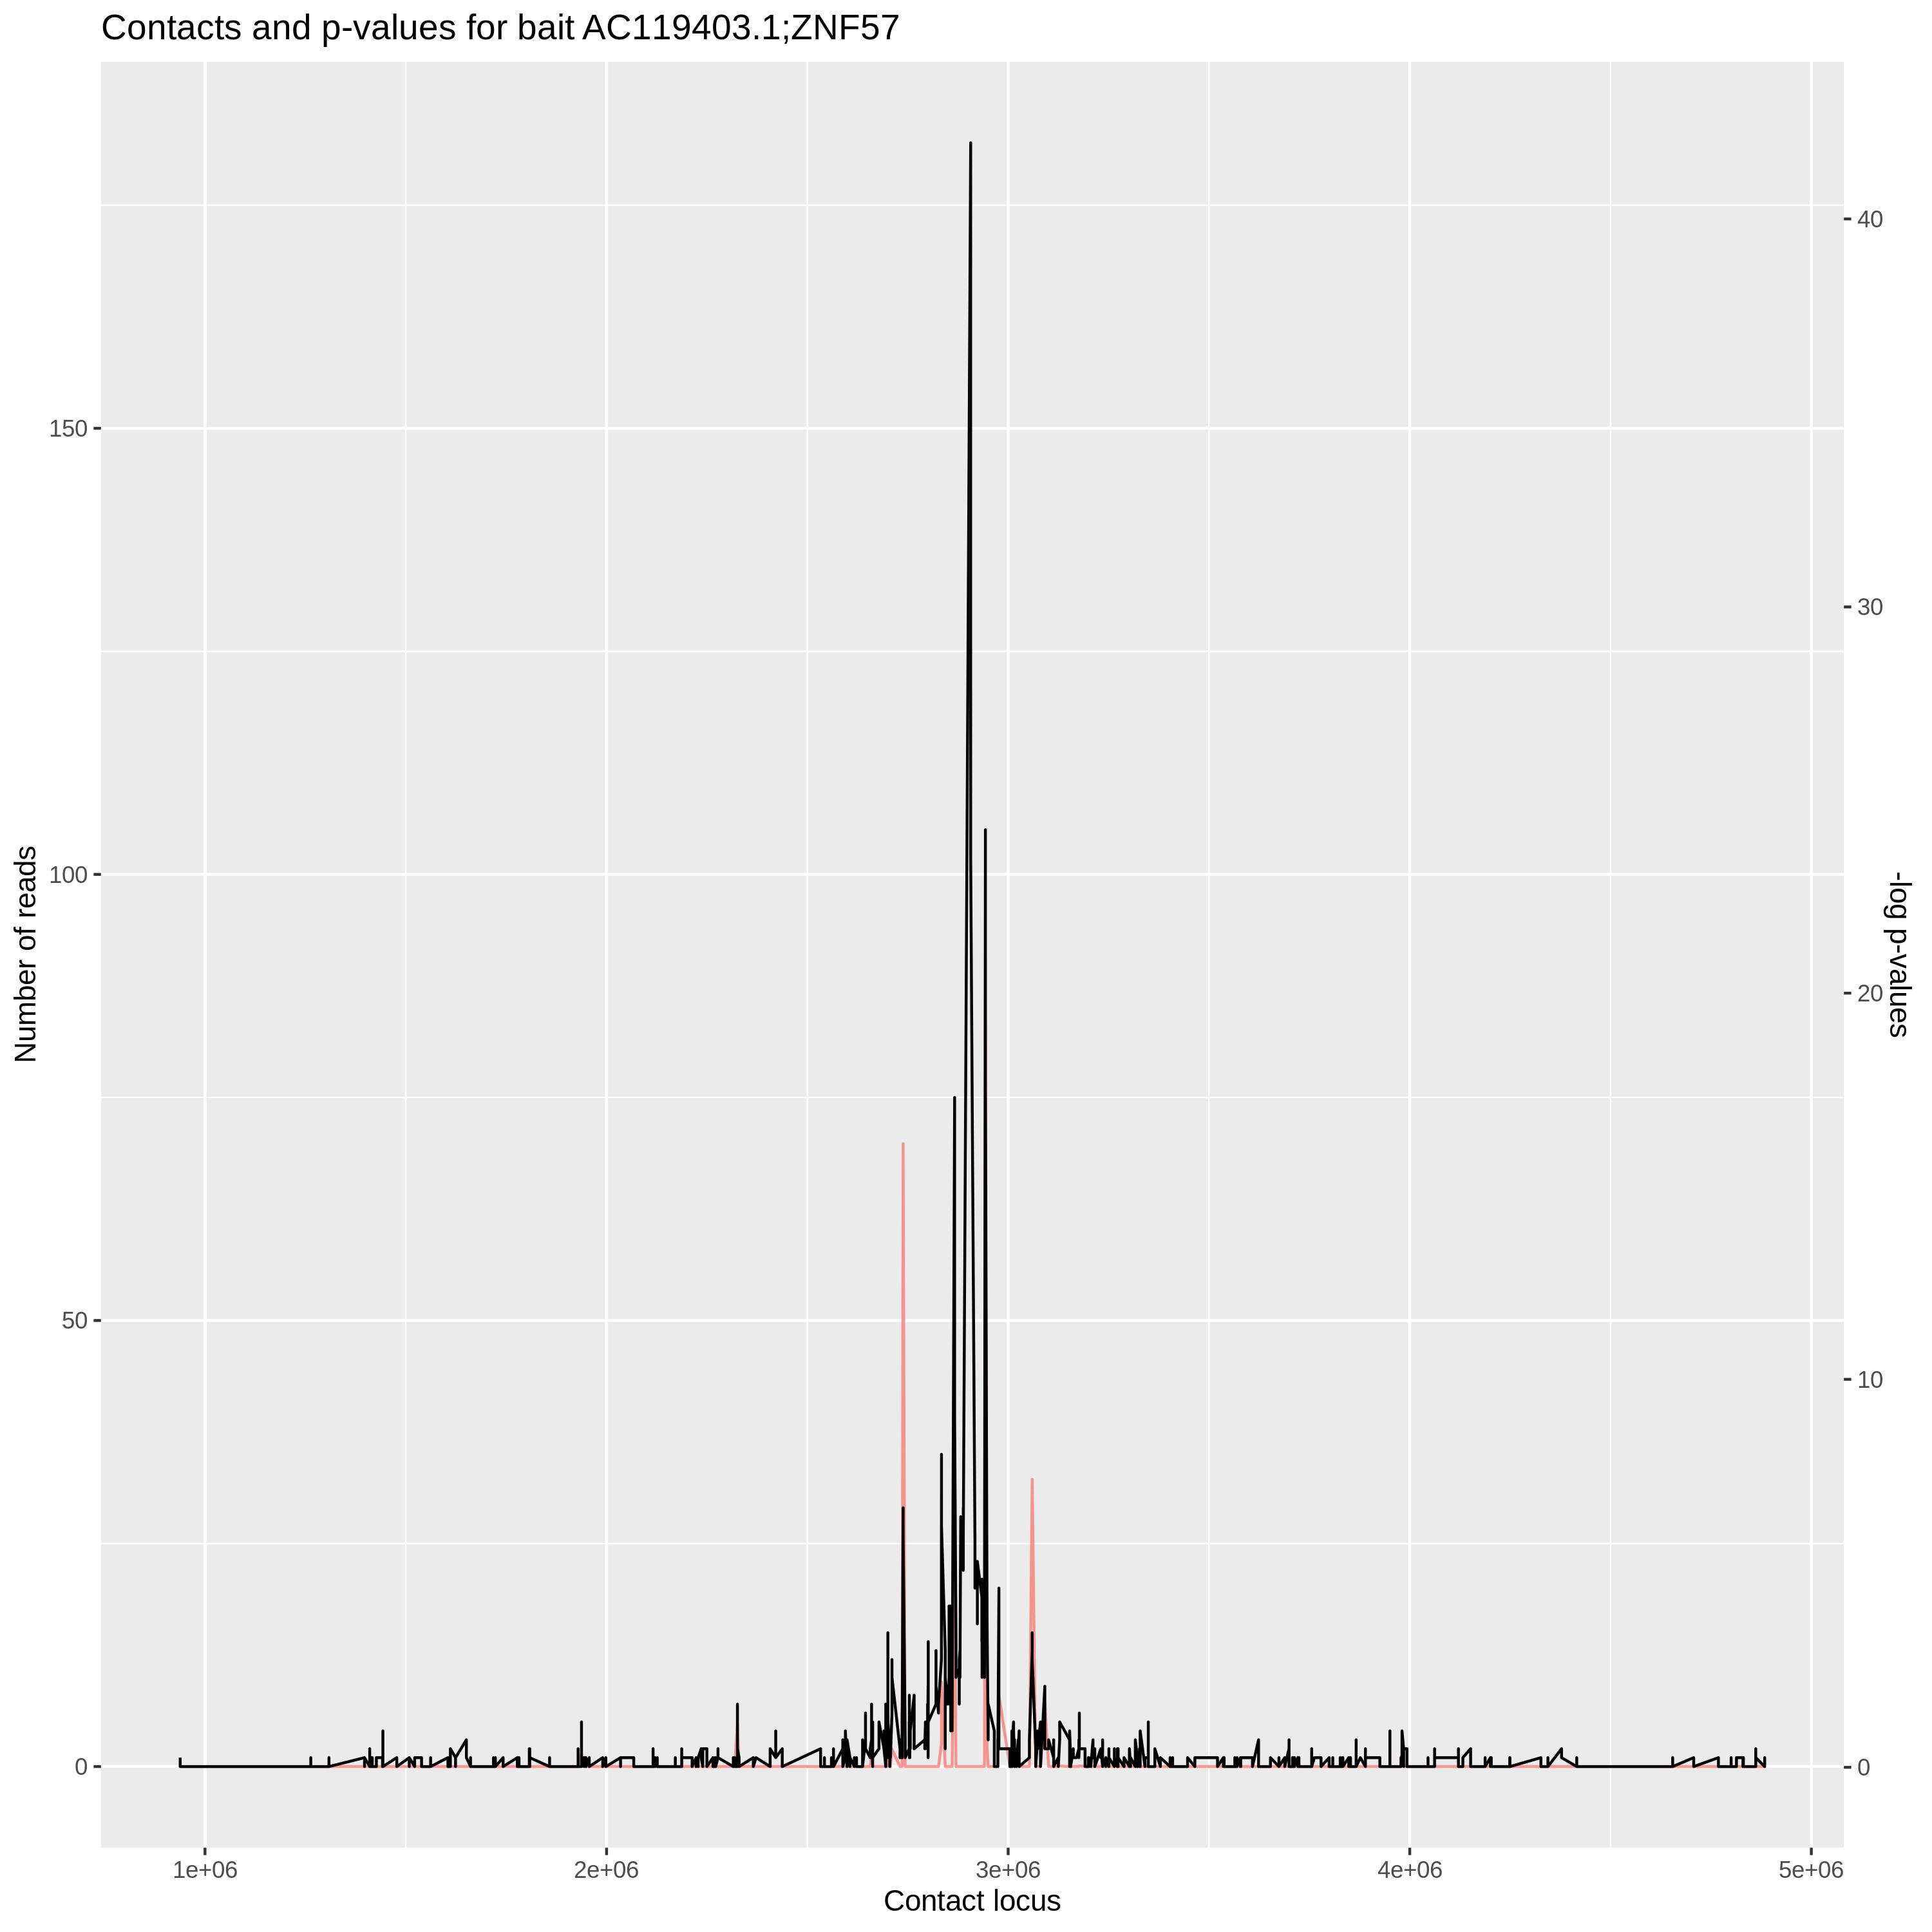 Contacts and p-values for bait AC119403.1;ZNF57
150
100
50
0
Number of reads
40
30
20
10
0
-log p-values
1e+06
2e+06
3e+06
4e+06
5e+06
Contact locus